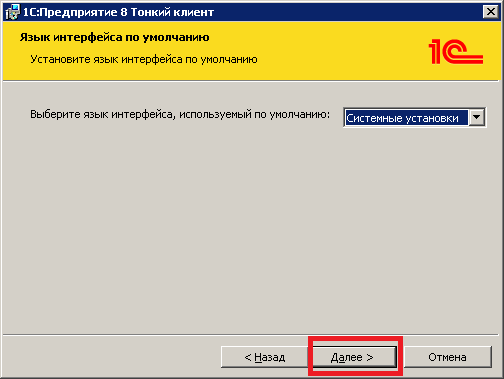 1С:Предприятие 8 Тонкий клиент
Язык интерфейса по умолчанию
Установите язык интерфейса по умолчанию
1С
Выберите язык интерфейса, используемый по умолчанию:
Системные установки
< Назад
Далее >
Отмена